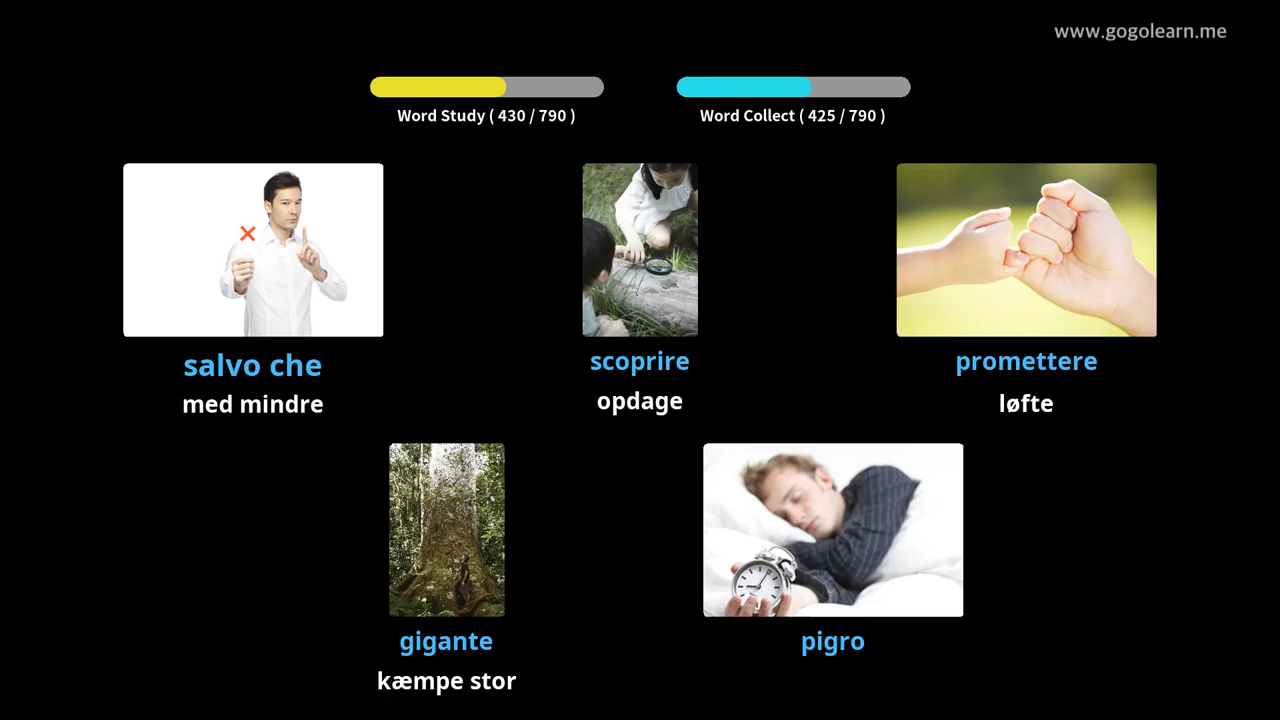 www.gogolearn.me
Word Study ( 430 / 790 )
Word Collect ( 425 / 790 )
salvo che
med mindre
scoprire
opdage
promettere
løfte
gigante
kæmpe stor
pigro